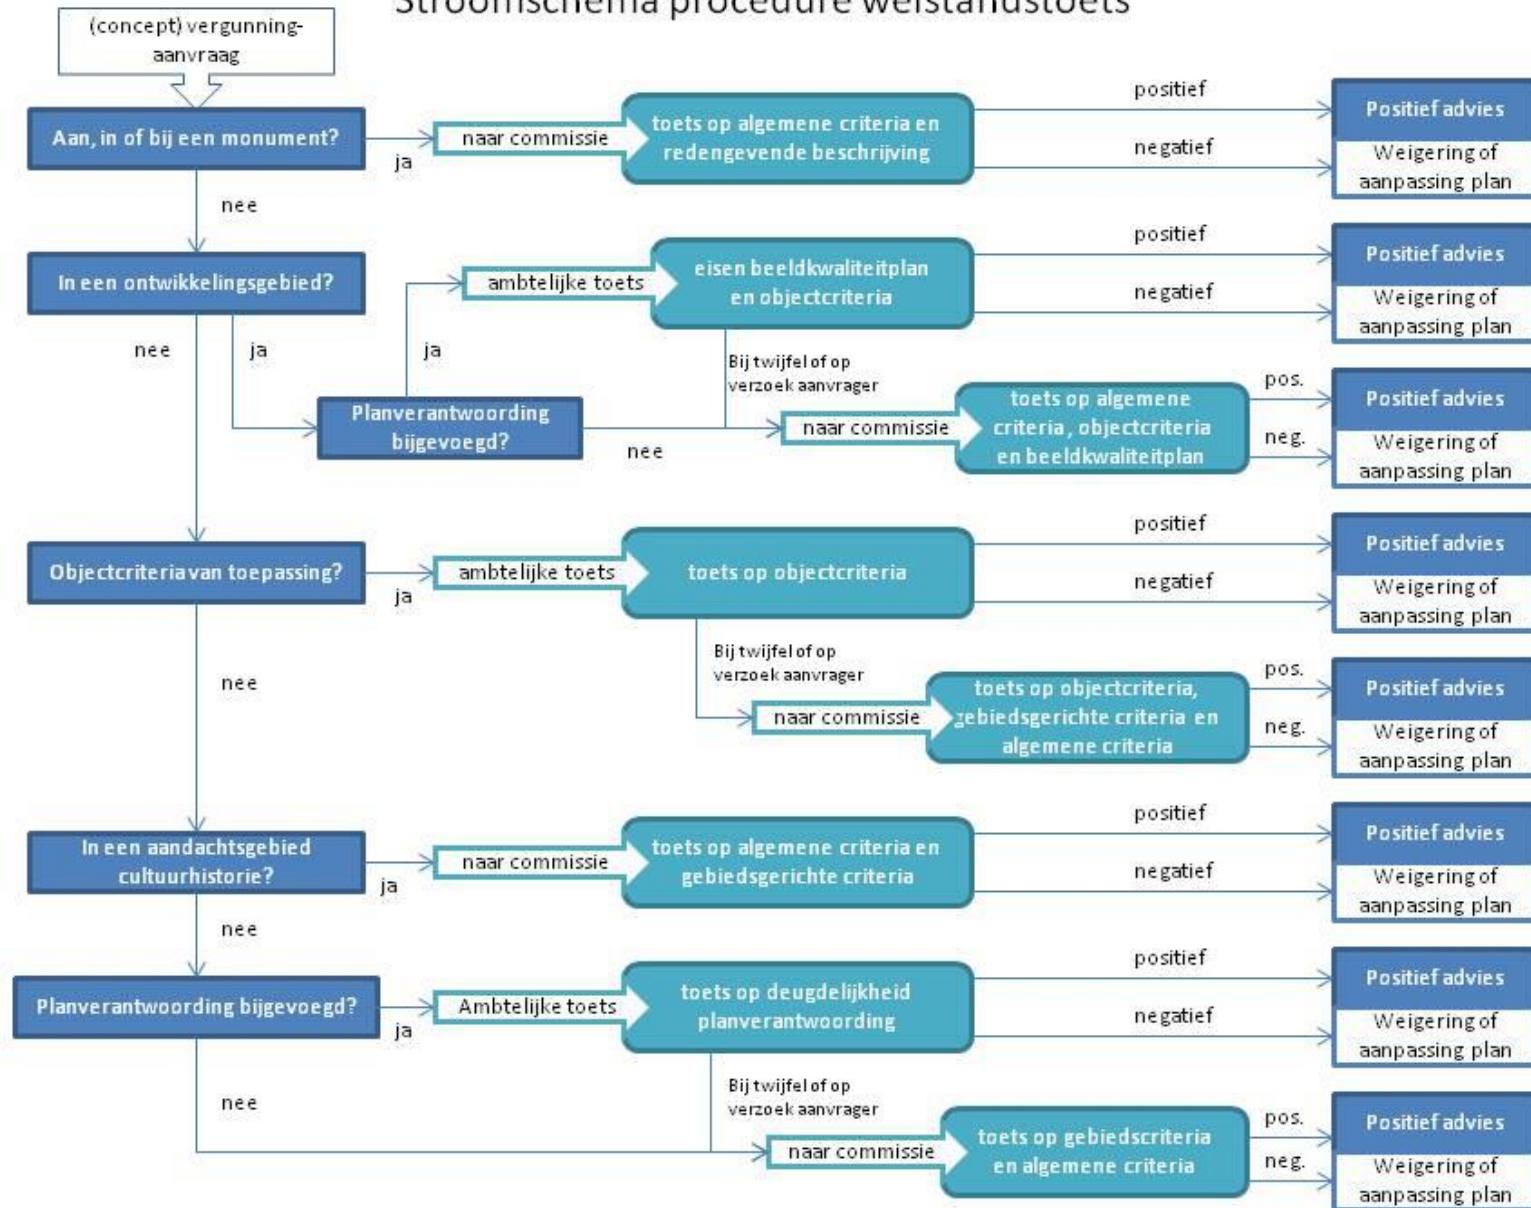 Stroomschema procedure welstandstoets
(concept) vergunning-
aanvraag
Aan, in of bij een monument?
ja
naar commissie
toets op algemene criteria en
redengevende beschrijving
positief
negatief
Positief advies
Weigering of
aanpassing plan
nee
In een ontwikkelingsgebied?
nee
ja
ja
ambtelijke toets
eisen beeldkwaliteitplan
en objectcriteria
positief
negatief
Positief advies
Weigering of
aanpassing plan
Planverantwoording
bijgevoegd?
nee
Bij twijfel of op
verzoek aanvrager
naar commissie
toets op algemene
criteria, objectcriteria
en beeldkwaliteitplan
pos.
neg.
Positief advies
Weigering of
aanpassing plan
Objectcriteria van toepassing?
ja
ambtelijke toets
toets op objectcriteria
positief
negatief
Positief advies
Weigering of
aanpassing plan
nee
Bij twijfel of op
verzoek aanvrager
naar commissie
toets op objectcriteria,
gebiedsgerichte criteria en
algemene criteria
pos.
neg.
Positief advies
Weigering of
aanpassing plan
In een aandachtsgebied
cultuurhistorie?
ja
naar commissie
toets op algemene criteria en
gebiedsgerichte criteria
positief
negatief
Positief advies
Weigering of
aanpassing plan
nee
Planverantwoording bijgevoegd?
ja
Ambtelijke toets
toets op deugdelijkheid
planverantwoording
positief
negatief
Positief advies
Weigering of
aanpassing plan
nee
Bij twijfel of op
verzoek aanvrager
naar commissie
toets op gebiedscriteria
en algemene criteria
pos.
neg.
Positief advies
Weigering of
aanpassing plan